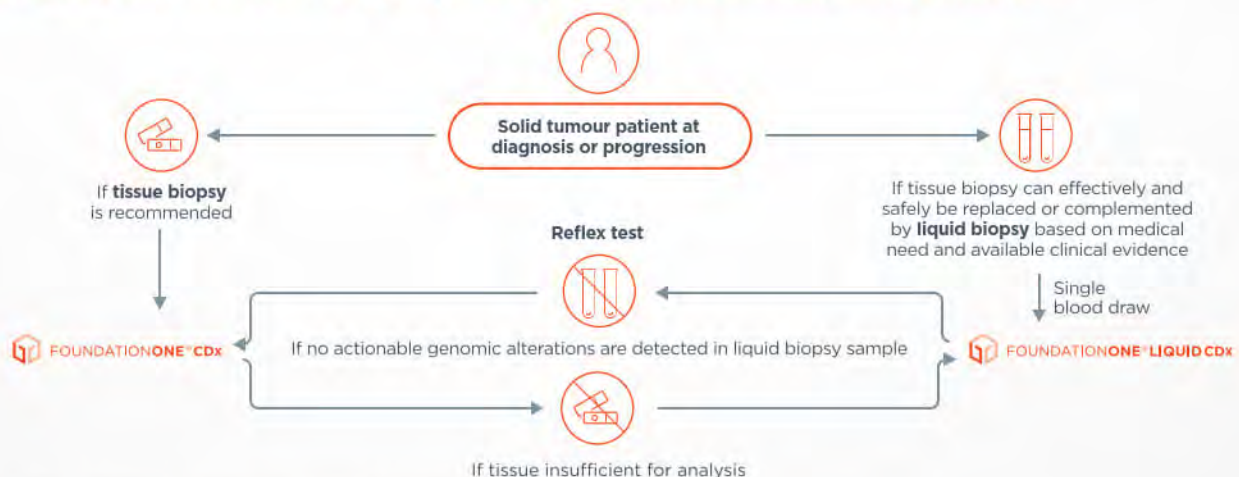 Solid tumour patient at
diagnosis or progression
If tissue biopsy
is recommended
If tissue biopsy can effectively and
safely be replaced or complemented
by liquid biopsy based on medical
need and available clinical evidence
Reflex test
Single
blood draw
FOUNDATIONONE®CDx
If no actionable genomic alterations are detected in liquid biopsy sample
FOUNDATIONONE®LIQUID CDx
If tissue insufficient for analysis